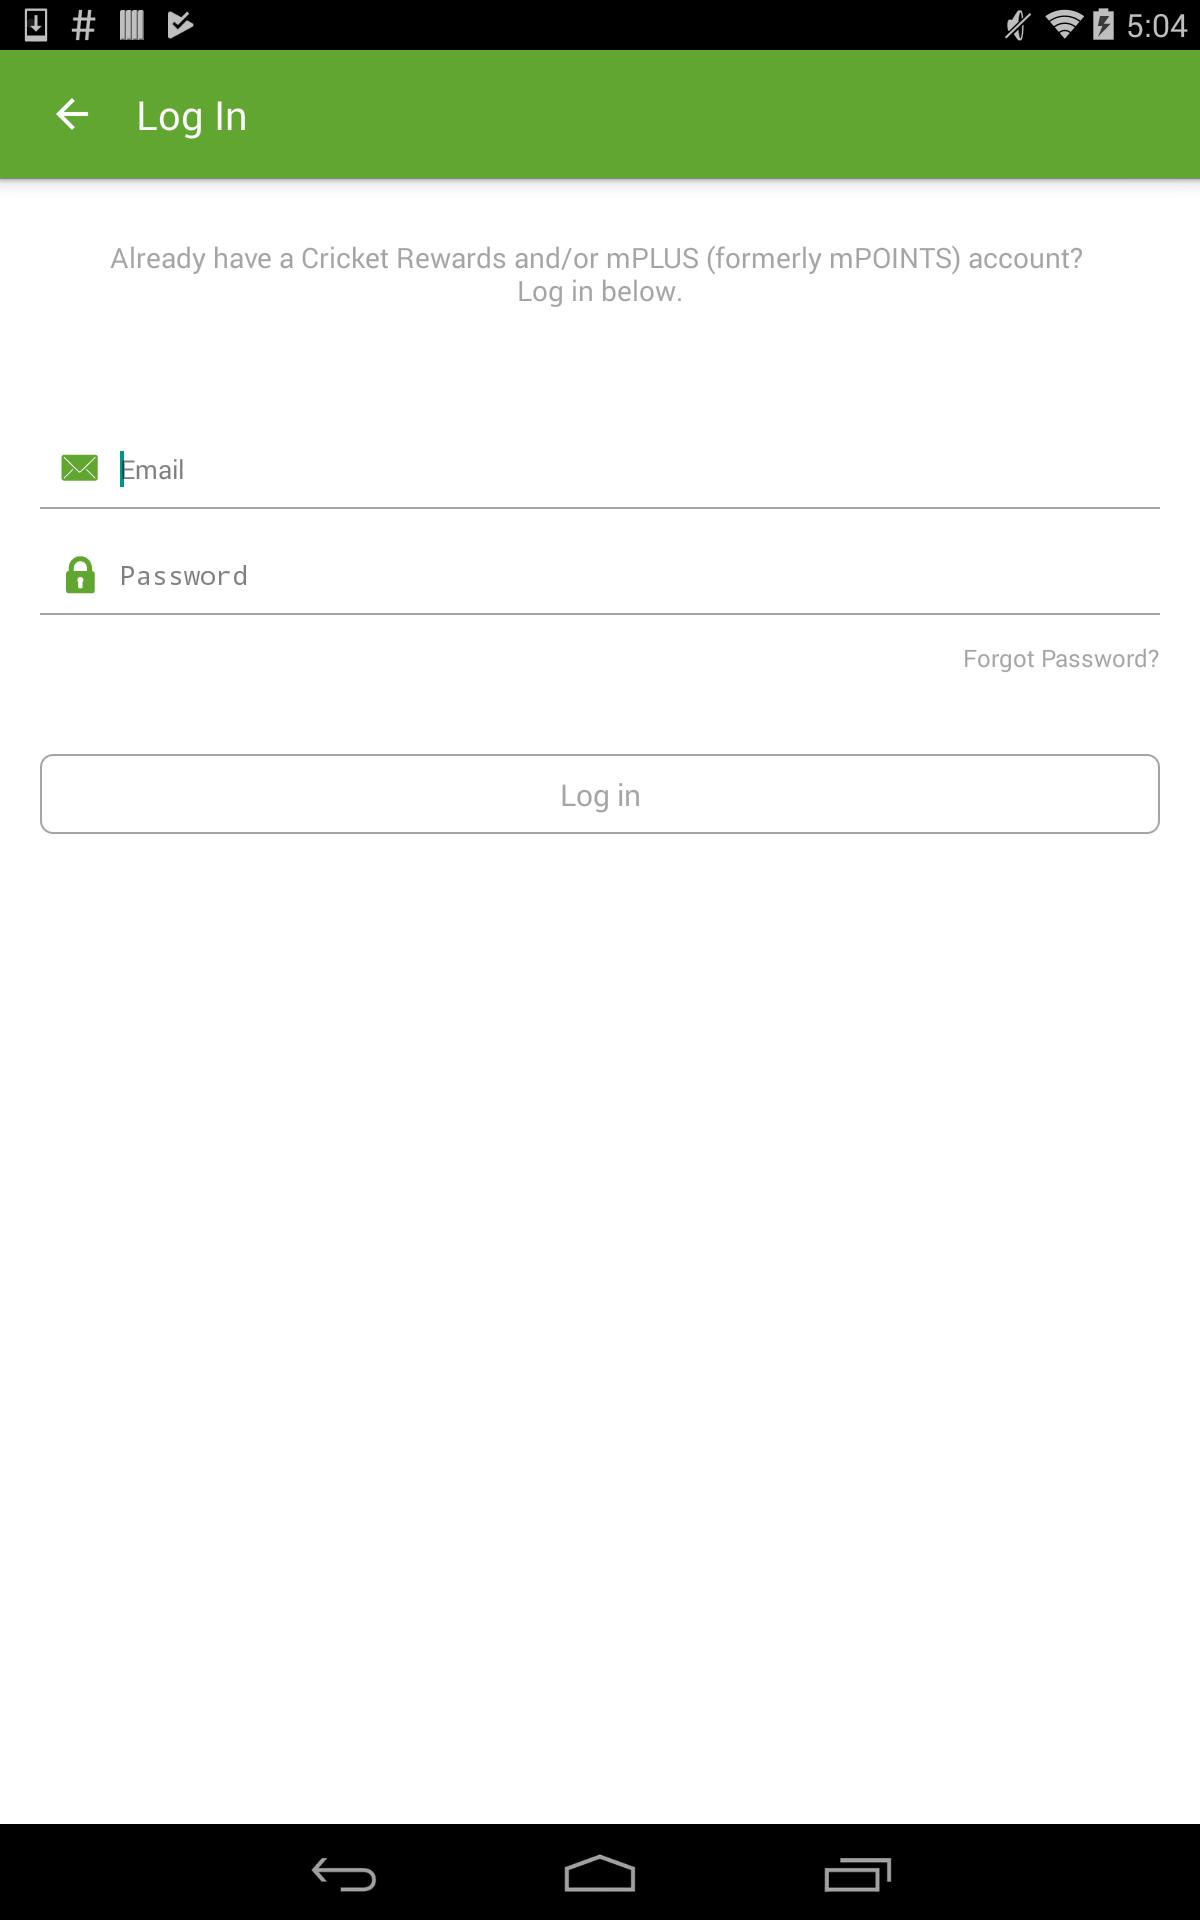 5:04
Log In
Already have a Cricket Rewards and/or mPLUS (formerly mPOINTS) account?
Log in below.
Email
Password
Forgot Password?
Log in